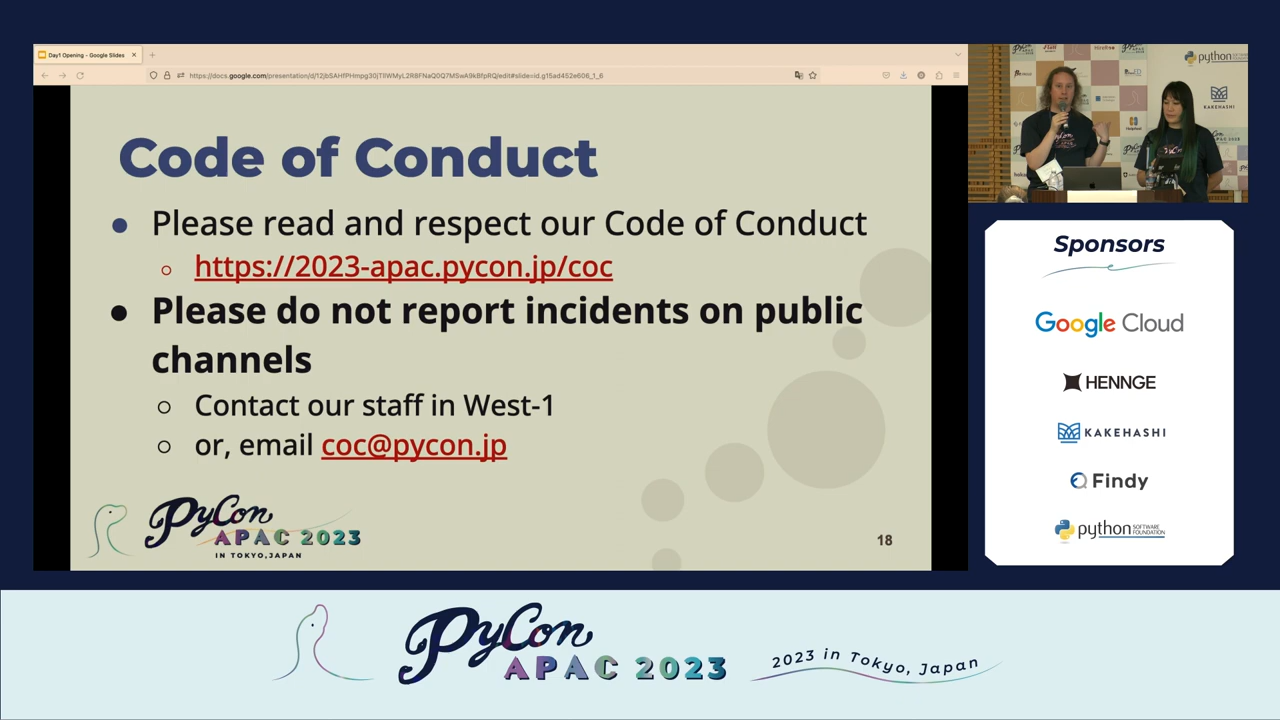 Day1 Opening - Google Slides
Code of Conduct
Please read and respect our Code of Conduct
https://2023-apac.pycon.jp/coc
Please do not report incidents on public
channels
Contact our staff in West-1
or, email coc@pycon.jp
PyCon
APAC 2023
IN TOKYO,JAPAN
18
python
KAKEHASHI
Sponsors
Google Cloud
HENNGE
KAKEHASHI
Findy
python SOFTWARE
FOUNDATION
PyCon
APAC 2023
2023 in Tokyo, Japan